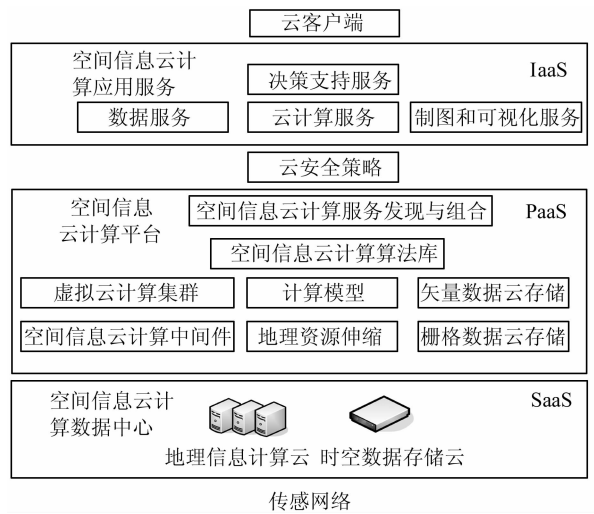 云客户端
空间信息云计
算应用服务
IaaS
决策支持服务
数据服务
云计算服务
制图和可视化服务
云安全策略
空间信息
云计算平台
空间信息云计算服务发现与组合
PaaS
空间信息云计算算法库
虚拟云计算集群
计算模型
矢量数据云存储
空间信息云计算中间件
地理资源伸缩
栅格数据云存储
空间信息云计
算数据中心
SaaS
地理信息计算云
时空数据存储云
传感网络